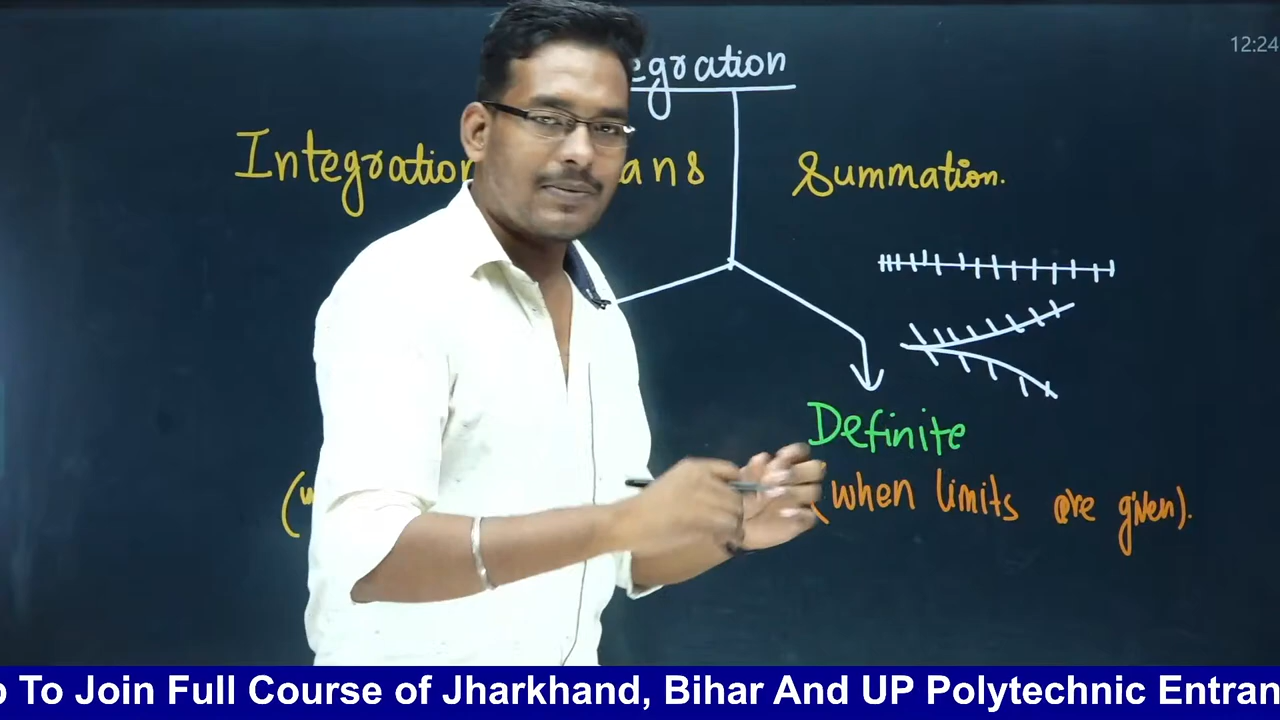 12:24
egration
Integration ans Summation.
Definite
(when limits are given).
To Join Full Course of Jharkhand, Bihar And UP Polytechnic Entran